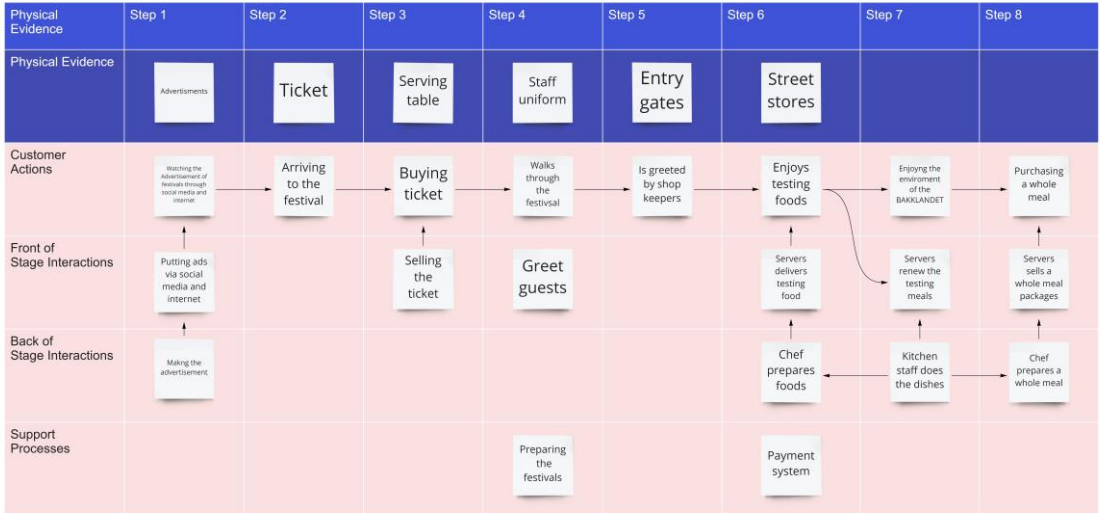 Physical
Evidence
Step 1
Step 2
Step 3
Step 4
Step 5
Step 6
Step 7
Step 8
Physical Evidence
Advertisments
Ticket
Serving
table
Staff
uniform
Entry
gates
Street
stores
Customer
Actions
Watching the
Advertisement of
festivals through
social media and
internet
Arriving
to the
festival
Buying
ticket
Walks
through
the
festivsal
Is greeted
by shop
keepers
Enjoys
testing
foods
Enjoyng the
enviroment
of the
BAKKLANDET
Purchasing
a whole
meal
Front of
Stage Interactions
Putting ads
via social
media and
internet
Selling
the
ticket
Greet
guests
Servers
delivers
testing
food
Servers
renew the
testing
meals
Servers
sells a
whole meal
packages
Back of
Stage Interactions
Makng the
advertisement
Chef
prepares
foods
Kitchen
staff does
the dishes
Chef
prepares a
whole meal
Support
Processes
Preparing
the
festivals
Payment
system